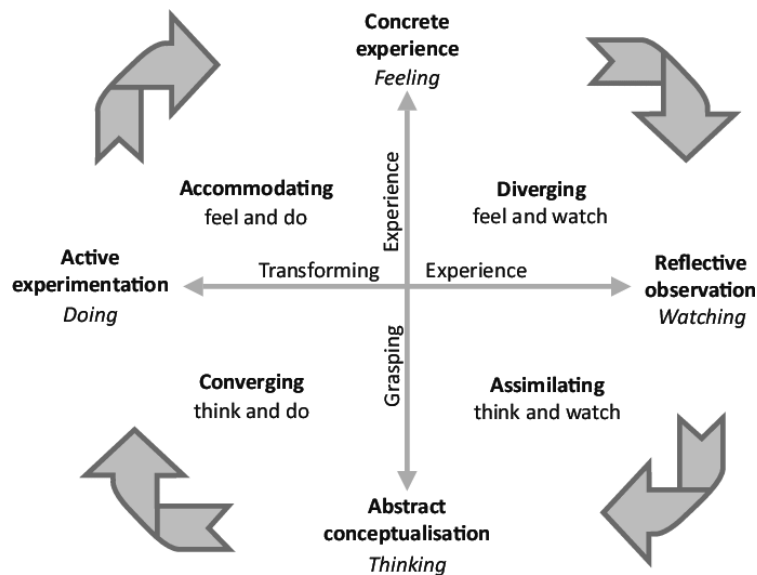 Concrete
experience
Feeling
Accommodating
feel and do
Experience
Diverging
feel and watch
Active
experimentation
Doing
Transforming
Experience
Reflective
observation
Watching
Grasping
Converging
think and do
Assimilating
think and watch
Abstract
conceptualisation
Thinking